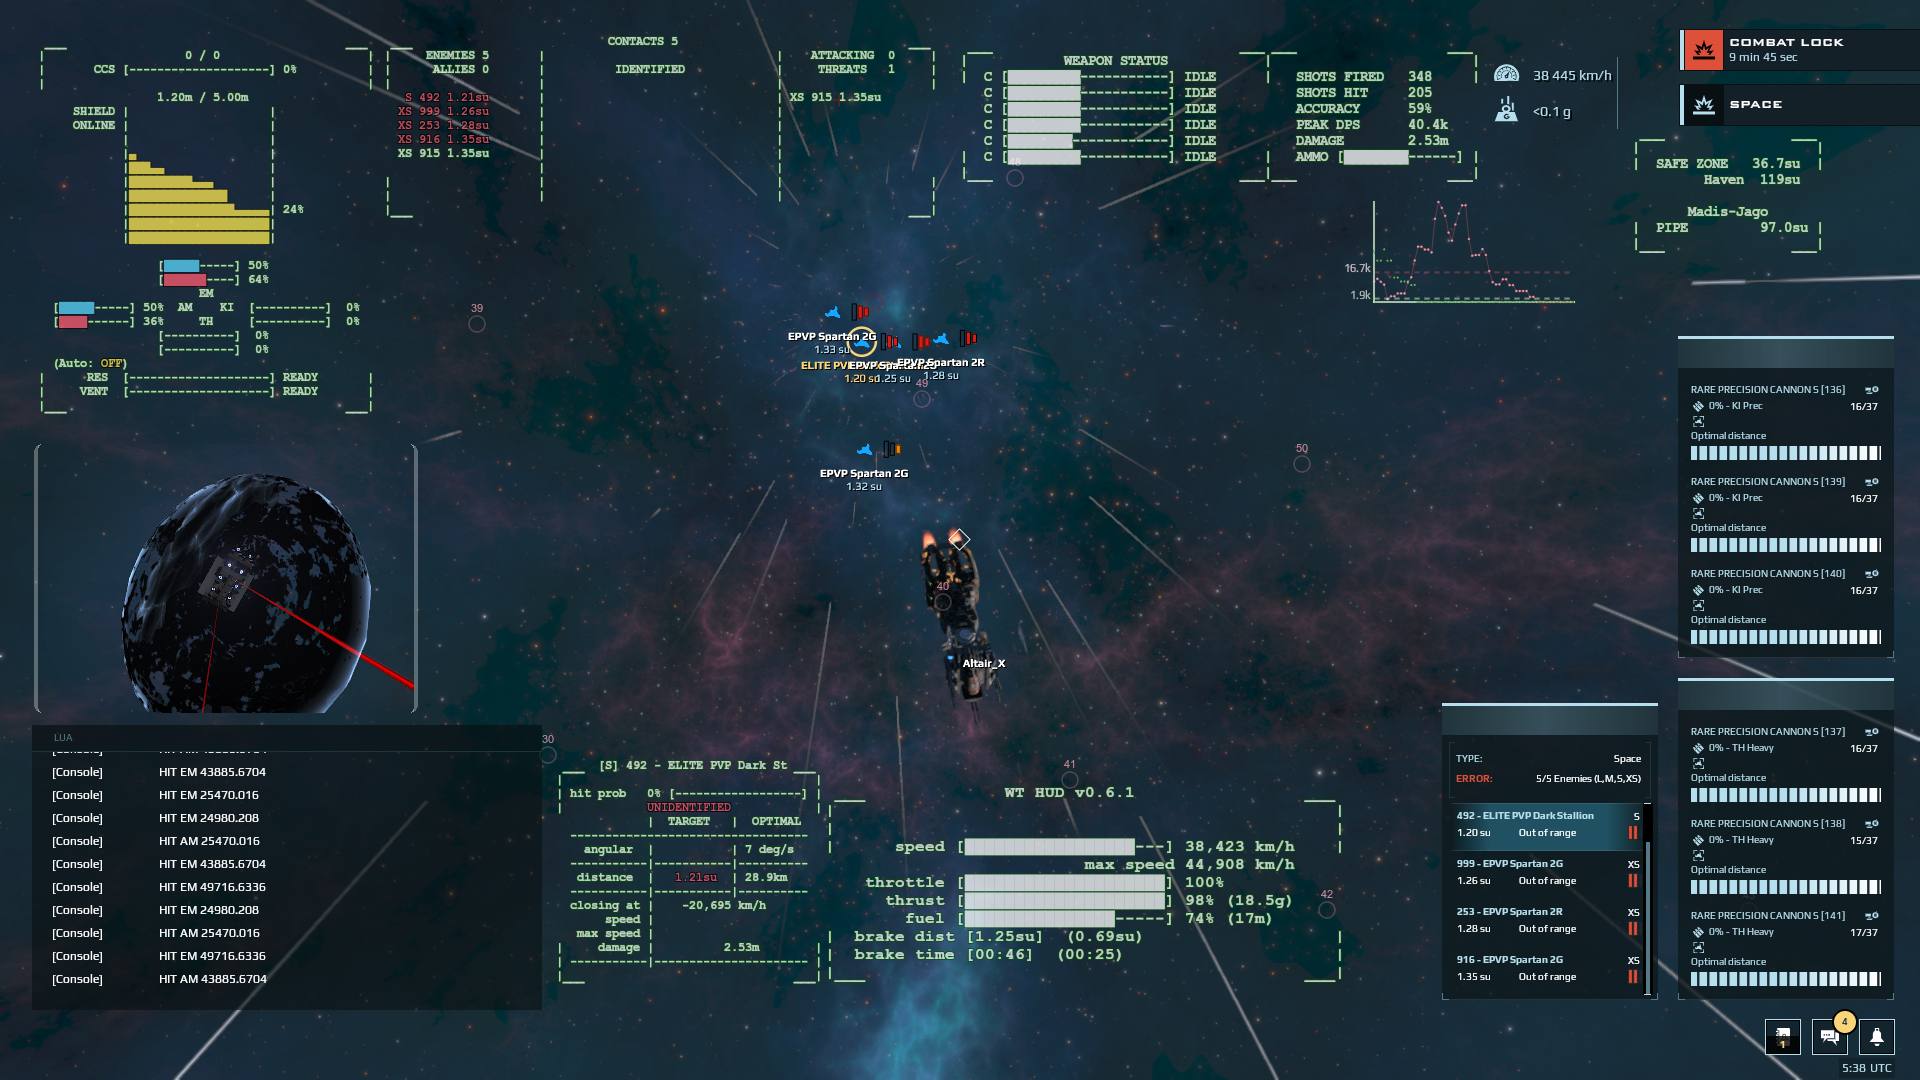 0 / 0
CCS 0%
1.20m / 5.00m
SHIELD
ONLINE
24%
50%
64%
EM
50% AM KI 0%
36% TH 0%
0%
0%
(Auto: OFF)
RES READY
VENT READY
ENEMIES 5
ALLIES 0
S 492 1.21su
XS 999 1.26su
XS 253 1.28su
XS 916 1.35su
XS 915 1.35su
CONTACTS 5
IDENTIFIED
ATTACKING 0
THREATS 1
XS 915 1.35su
WEAPON STATUS
C IDLE
C IDLE
C IDLE
C IDLE
C IDLE
C IDLE
SHOTS FIRED 348
SHOTS HIT 205
ACCURACY 59%
PEAK DPS 40.4k
DAMAGE 2.53m
AMMO
38 445 km/h
<0.1 g
COMBAT LOCK
9 min 45 sec
SPACE
SAFE ZONE 36.7su
Haven 119su
Madis-Jago
PIPE 97.0su
16.7k
1.9k
48
39
49
50
40
30
41
42
EPVP Spartan 2G
1.33 su
ELITE
1.20
1.25 su
EPVP Spartan 2R
1.28 su
EPVP Spartan 2G
1.32 su
Altair_X
RARE PRECISION CANNON S [136]
0% - KI Prec 16/37
Optimal distance
RARE PRECISION CANNON S [139]
0% - KI Prec 16/37
Optimal distance
RARE PRECISION CANNON S [140]
0% - KI Prec 16/37
Optimal distance
RARE PRECISION CANNON S [137]
0% - TH Heavy 16/37
Optimal distance
RARE PRECISION CANNON S [138]
0% - TH Heavy 15/37
Optimal distance
RARE PRECISION CANNON S [141]
0% - TH Heavy 17/37
Optimal distance
LUA
[Console] HIT EM 43885.6704
[Console] HIT EM 25470.016
[Console] HIT EM 24980.208
[Console] HIT AM 25470.016
[Console] HIT EM 43885.6704
[Console] HIT EM 49716.6336
[Console] HIT EM 24980.208
[Console] HIT AM 25470.016
[Console] HIT EM 49716.6336
[Console] HIT AM 43885.6704
[S] 492 - ELITE PVP Dark St
hit prob 0%
UNIDENTIFIED
TARGET OPTIMAL
angular 7 deg/s
distance 1.21su 28.9km
closing at -20,695 km/h
speed
max speed
damage 2.53m
WT HUD v0.6.1
speed 38,423 km/h
max speed 44,908 km/h
throttle 100%
thrust 98% (18.5g)
fuel 74% (17m)
brake dist [1.25su] (0.69su)
brake time [00:46] (00:25)
TYPE: Space
ERROR: 5/5 Enemies (L,M,S,XS)
492 - ELITE PVP Dark Stallion S
1.20 su Out of range
999 - EPVP Spartan 2G XS
1.26 su Out of range
253 - EPVP Spartan 2R XS
1.28 su Out of range
916 - EPVP Spartan 2G XS
1.35 su Out of range
1
4
5:38 UTC